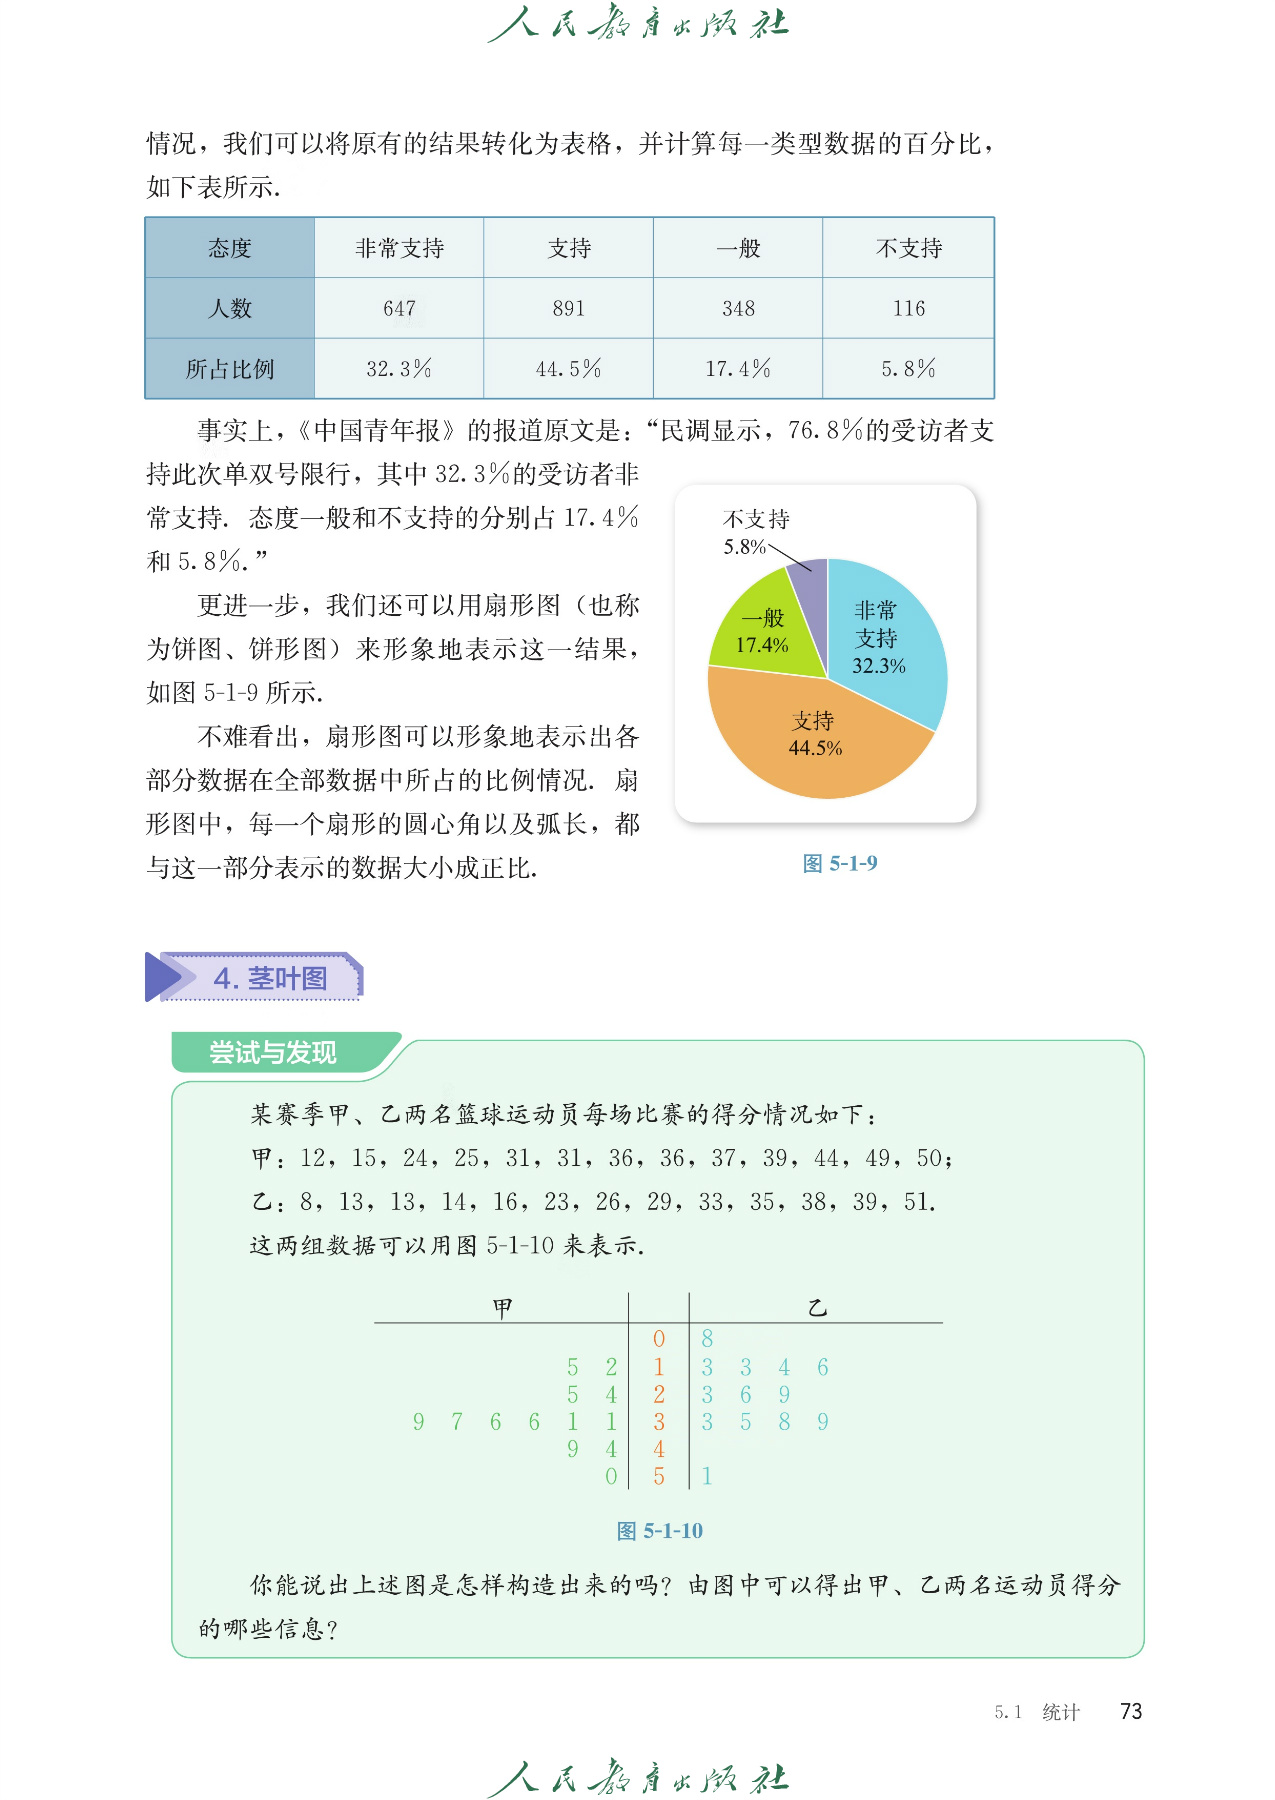 人民教育出版社
情况，我们可以将原有的结果转化为表格，并计算每一类型数据的百分比，
如下表所示.
态度 非常支持 支持 一般 不支持
人数 647 891 348 116
所占比例 32.3% 44.5% 17.4% 5.8%
事实上，《中国青年报》的报道原文是：“民调显示，76.8%的受访者支
持此次单双号限行，其中 32.3%的受访者非
常支持. 态度一般和不支持的分别占 17.4%
和 5.8%.”
更进一步，我们还可以用扇形图（也称
为饼图、饼形图）来形象地表示这一结果，
如图 5-1-9 所示.
不难看出，扇形图可以形象地表示出各
部分数据在全部数据中所占的比例情况. 扇
形图中，每一个扇形的圆心角以及弧长，都
与这一部分表示的数据大小成正比.
不支持
5.8%
一般
17.4%
非常
支持
32.3%
支持
44.5%
图 5-1-9
4. 茎叶图
尝试与发现
某赛季甲、乙两名篮球运动员每场比赛的得分情况如下：
甲：12，15，24，25，31，31，36，36，37，39，44，49，50；
乙：8，13，13，14，16，23，26，29，33，35，38，39，51.
这两组数据可以用图 5-1-10 来表示.
甲 乙
0 8
5 2 1 3 3 4 6
5 4 2 3 6 9
9 7 6 6 1 1 3 3 5 8 9
9 4 4
0 5 1
图 5-1-10
你能说出上述图是怎样构造出来的吗？由图中可以得出甲、乙两名运动员得分
的哪些信息？
5.1 统计 73
人民教育出版社